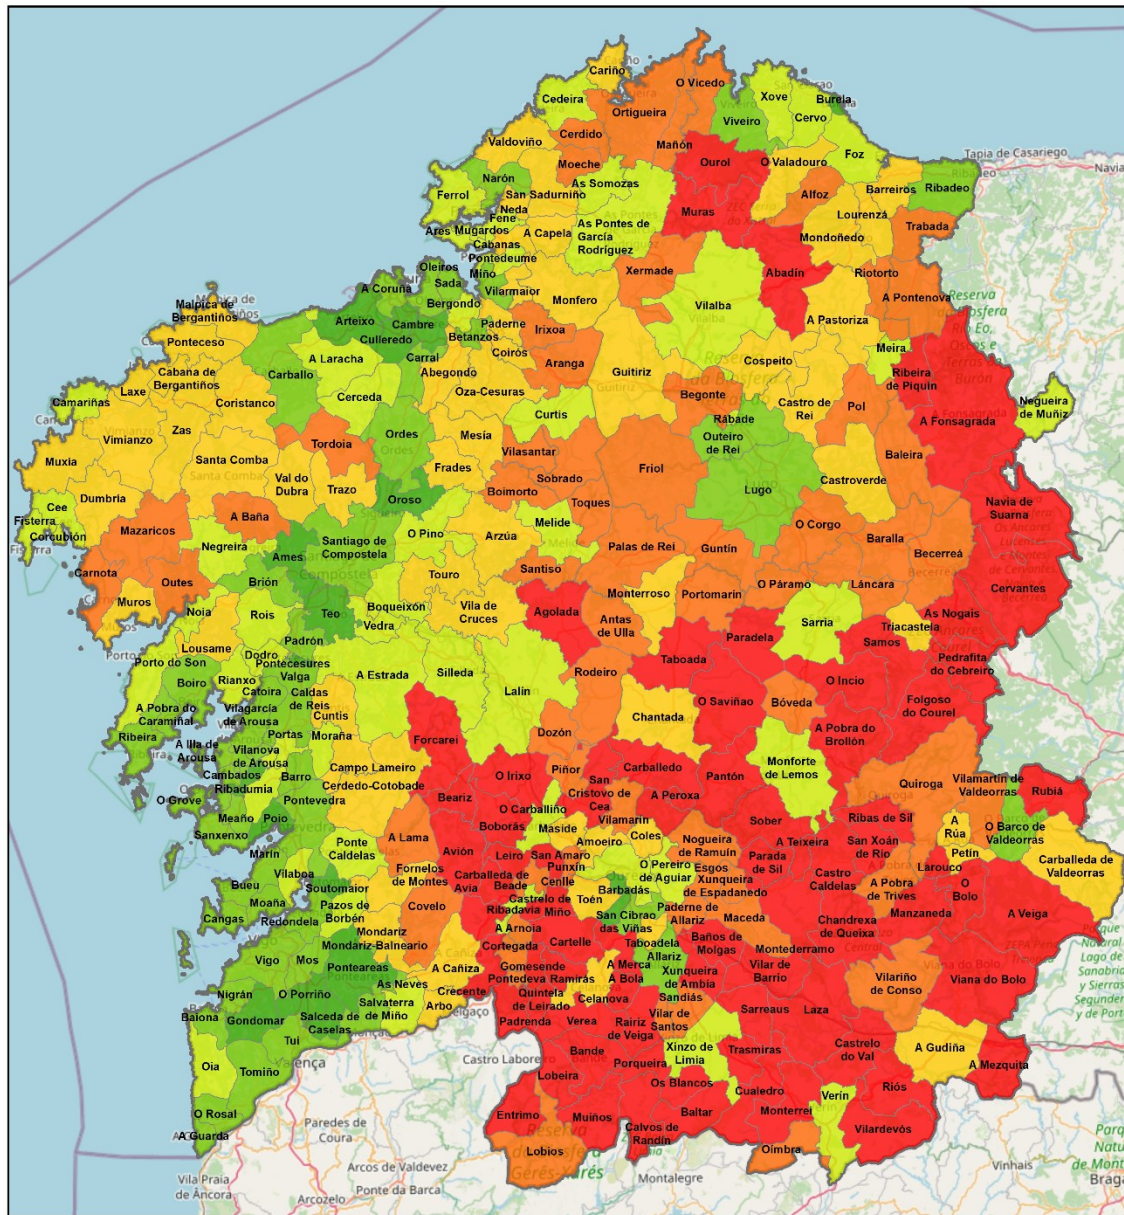 Cariño
O Vicedo
Cedeira
Ortigueira
Xove
Burela
Viveiro
Cervo
Valdoviño
Cerdido
Mañón
Ourol
O Valadouro
Foz
Tapia de Casariego
Navia
Moeche
Narón
As Somozas
Alfoz
Barreiros
Ribadeo
Ferrol
San Sadurniño
Neda
Fene
Muras
Lourenzá
Ares
Mugardos
A Capela
As Pontes de
García
Rodríguez
Mondoñedo
Trabada
Cabanas
Pontedeume
Oleiros
Miño
Xermade
Abadín
Riotorto
Sada
A Coruña
Vilarmaior
Monfero
Vilalba
A Pontenova
Malpica de
Bergantiños
Bergondo
Arteixo
Cambre
Paderne
Irixoa
A Pastoriza
Ponteceso
Culleredo
Betanzos
Coirós
Meira
A Laracha
Carral
Abegondo
Aranga
Guitiriz
Cospeito
Ribeira
de Piquín
Cabaña de
Bergantiños
Carballo
Laxe
Oza-Cesuras
Begonte
Castro de
Rei
Pol
Negueira
de Muñiz
Camariñas
Coristanco
Cerceda
Curtis
Rábade
A Fonsagrada
Zas
Vimianzo
Tordoia
Ordes
Mesía
Vilasantar
Outeiro
de Rei
Baleira
Muxia
Santa Comba
Val do
Dubra
Trazo
Frades
Sobrado
Friol
Lugo
Castroverde
Dumbria
Oroso
Boimorto
Toques
Navia de
Suarna
Cee
Fisterra
Corcubión
Mazaricos
A Baña
Santiago de
Compostela
O Pino
Arzúa
Melide
O Corgo
Negreira
Ames
Palas de Rei
Guntín
Baralla
Becerreá
Carnota
Outes
Brión
Touro
Santiso
O Páramo
Láncara
Cervantes
Muros
Noia
Rois
Teo
Boqueixón
Vila de
Cruces
Agolada
Monterroso
Portomarín
As Nogais
Lousame
Padrón
Vedra
Antas
de Ulla
Paradela
Sarria
Triacastela
Samos
Porto do Son
Dodro
Pontecesures
Valga
A Estrada
Silleda
Rodeiro
Taboada
Pedrafita
do Cebreiro
Boiro
Rianxo
Catoira
Caldas
de Reis
Lalín
O Saviñao
O Incio
Folgoso
do Courel
A Pobra do
Caramiñal
Vilagarcía
de Arousa
Cuntis
Bóveda
Ribeira
Portas
Moraña
Forcarei
Dozón
Chantada
A Pobra do
Brollón
A Illa de
Arousa
Vilanova
de Arousa
Campo Lameiro
Monforte
de Lemos
Cambados
Barro
Cerdedo-Cotobade
O Irixo
Piñor
San
Cristovo de
Cea
Carballedo
Pantón
Quiroga
Vilamartín de
Valdeorras
Rubiá
Ribadumia
O Grove
Pontevedra
Beariz
O Carballiño
A Peroxa
Meaño
Poio
A Lama
Boborás
Maside
Vilamarín
Sober
Ribas de Sil
A
Rúa
O Barco de
Valdeorras
Sanxenxo
Ponte
Caldelas
Amoeiro
Coles
Nogueira
de Ramuín
A Teixeira
San Xoán
de Río
Petín
Marín
Avión
Leiro
San Amaro
Punxín
O Pereiro
de Aguiar
Esgos
Parada
de Sil
Larouco
Carballeda de
Valdeorras
Vilaboa
Fornelos
de Montes
Carballeda de
Avia
Beade
Cenlle
Xunqueira
de Espadanedo
Castro
Caldelas
A Pobra
de Trives
O
Bolo
Bueu
Soutomaior
Covelo
Ribadavia
Castrelo de
Miño
Toén
Barbadás
Moaña
Pazos de
Borbén
San Cibrao
das Viñas
Paderne de
Allariz
Maceda
Manzaneda
A Veiga
Cangas
Redondela
Mondariz
A Arnoia
Chandrexa
de Queixa
Mondariz-Balneario
Cortegada
Cartelle
Taboadela
Allariz
Baños de
Molgas
Montederramo
Vigo
Mos
Ponteareas
A Cañiza
Gomesende
Pontedeva
Ramirás
A Merca
A Bola
Xunqueira
de Ambía
Vilar de
Barrio
Vilariño
de Conso
Viana do Bolo
Nigrán
O Porriño
As Neves
Crecente
Quintela
de Leirado
Celanova
Sandiás
Baiona
Gondomar
Salceda de
Caselas
Salvaterra
de Miño
Arbo
Padrenda
Verea
Rairiz
de Veiga
Vilar de
Santos
Sarreaus
Laza
Tui
Castro Laboreiro
Bande
Xinzo de
Limia
Trasmiras
Castrelo
do Val
A Gudiña
Oia
Tomiño
Valença
Lobeira
Porqueira
A Mezquita
Os Blancos
Cualedro
Verín
Riós
O Rosal
Entrimo
Muíños
Baltar
Monterrei
Vilardevós
A Guarda
Paredes de
Coura
Calvos de
Randín
Oímbra
Lobios
Arcos de Valdevez
Montalegre
Vinhais
Vila Praia
de Âncora
Ponte da Barca
Arcozelo